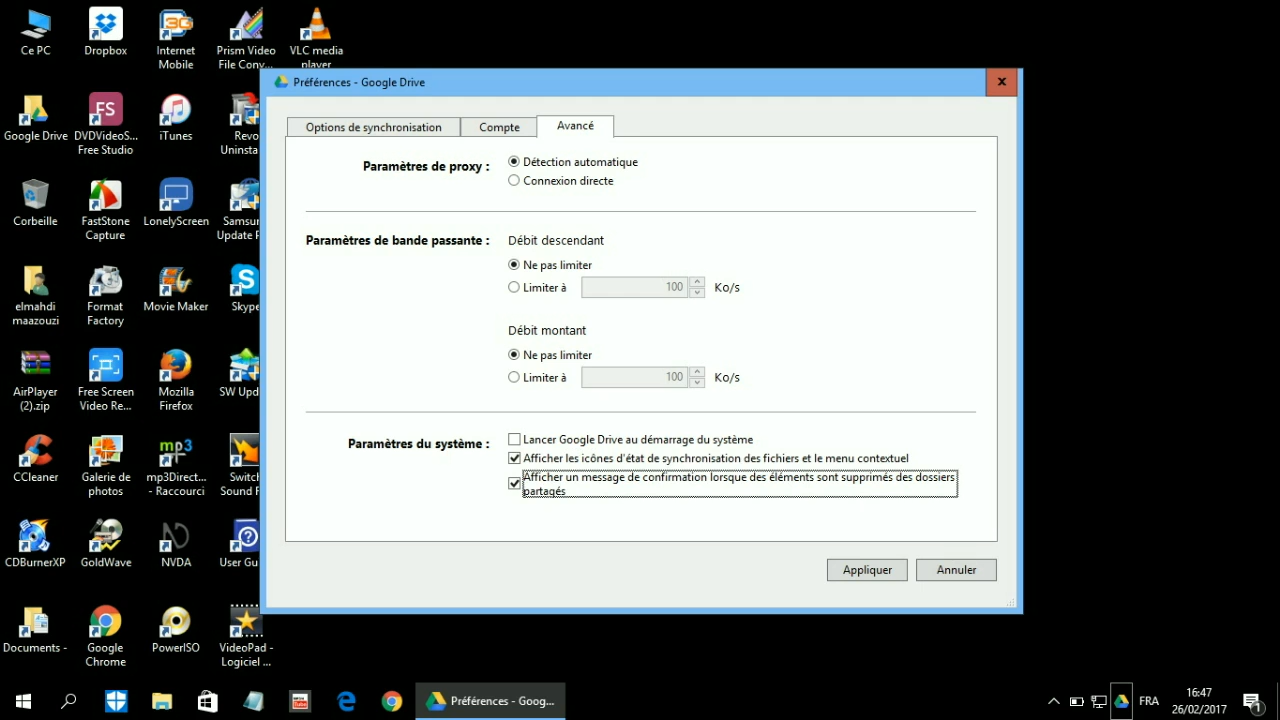 Ce PC
Dropbox
Internet
Mobile
Prism Video
File Conv...
VLC media
player
Google Drive
FS
DVDVideoS...
Free Studio
iTunes
Revo
Uninsta
Corbeille
FastStone
Capture
LonelyScreen
Samsu
Update F
elmahdi
maazouzi
Format
Factory
Movie Maker
Skype
AirPlayer
(2).zip
Free Screen
Video Re...
Mozilla
Firefox
SW Upd
CCleaner
Galerie de
photos
mp3
mp3Direct...
- Raccourci
Switch
Sound F
CDBurnerXP
GoldWave
NVDA
User Gu
Documents -
Google
Chrome
PowerISO
VideoPad -
Logiciel ...
Préférences - Google Drive
Options de synchronisation
Compte
Avancé
Paramètres de proxy :
Détection automatique
Connexion directe
Paramètres de bande passante :
Débit descendant
Ne pas limiter
Limiter à 100 Ko/s
Débit montant
Ne pas limiter
Limiter à 100 Ko/s
Paramètres du système :
Lancer Google Drive au démarrage du système
Afficher les icônes d'état de synchronisation des fichiers et le menu contextuel
Afficher un message de confirmation lorsque des éléments sont supprimés des dossiers
partagés
Appliquer
Annuler
Préférences - Goog...
FRA
16:47
26/02/2017
1